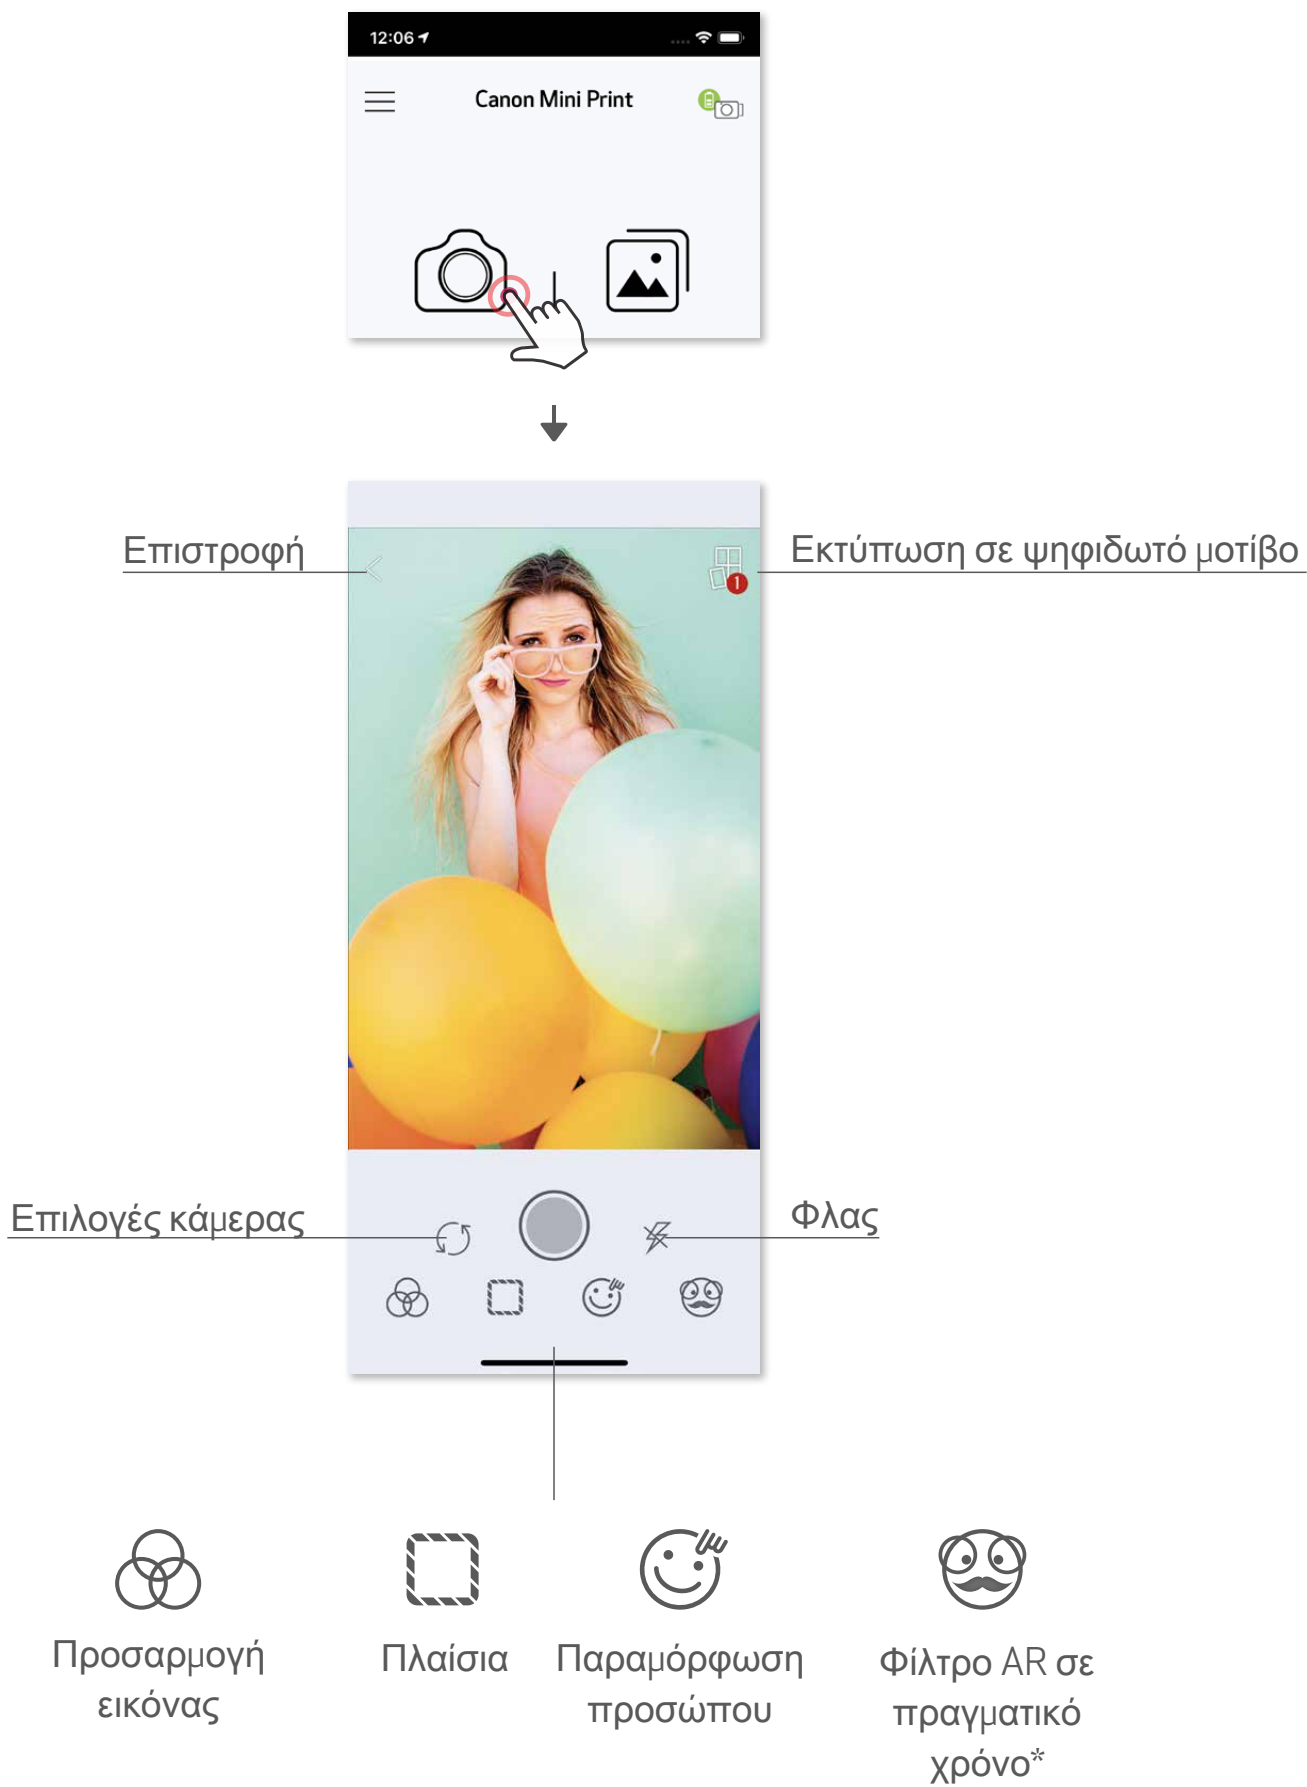 12:06
Canon Mini Print
Επιστροφή
Εκτύπωση σε ψηφιδωτό μοτίβο
1
Επιλογές κάμερας
Φλας
Προσαρμογή
εικόνας
Πλαίσια
Παραμόρφωση
προσώπου
Φίλτρο AR σε
πραγματικό
χρόνο*